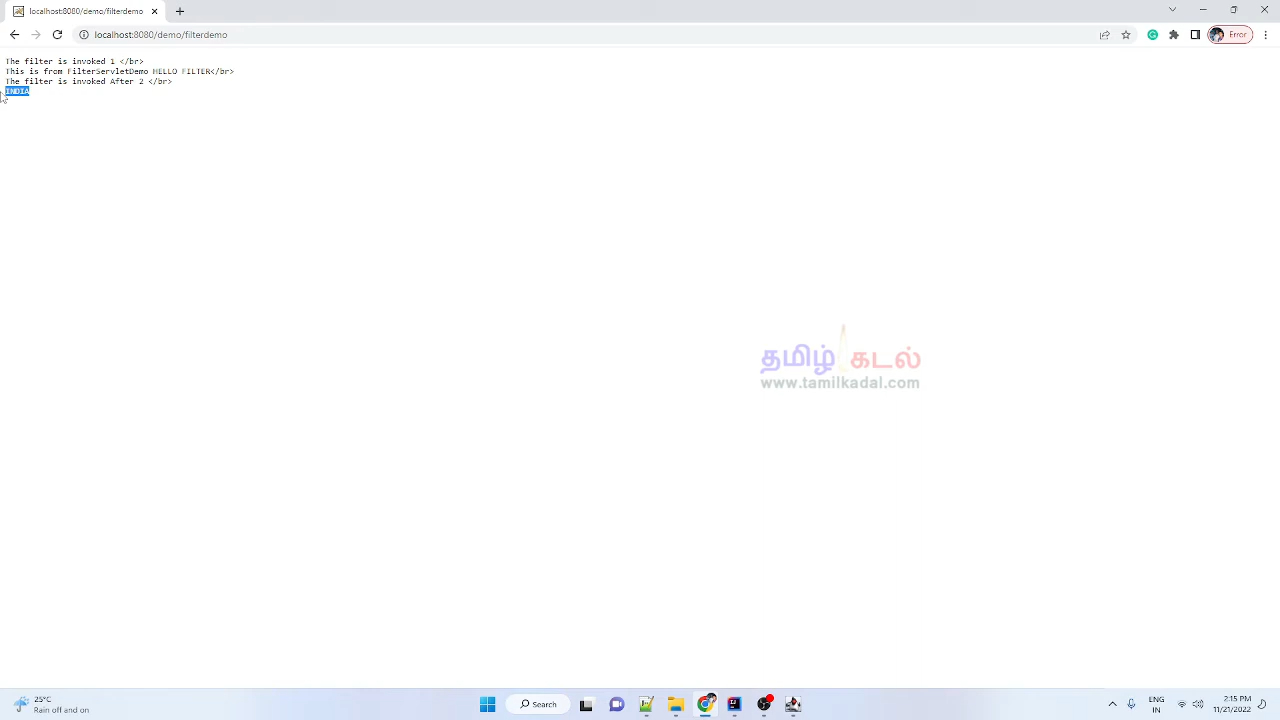 localhost:8080/demo/filterdemo
localhost:8080/demo/filterdemo
Error
The filter is invoked 1 </br>
This is from FilterServletDemo HELLO FILTER</br>
The filter is invoked After 2 </br>
INDIA
தமிழ் கடல்
www.tamilkadal.com
25°C
Rain off and on
Search
ENG
IN
2:15 PM
11/21/2022